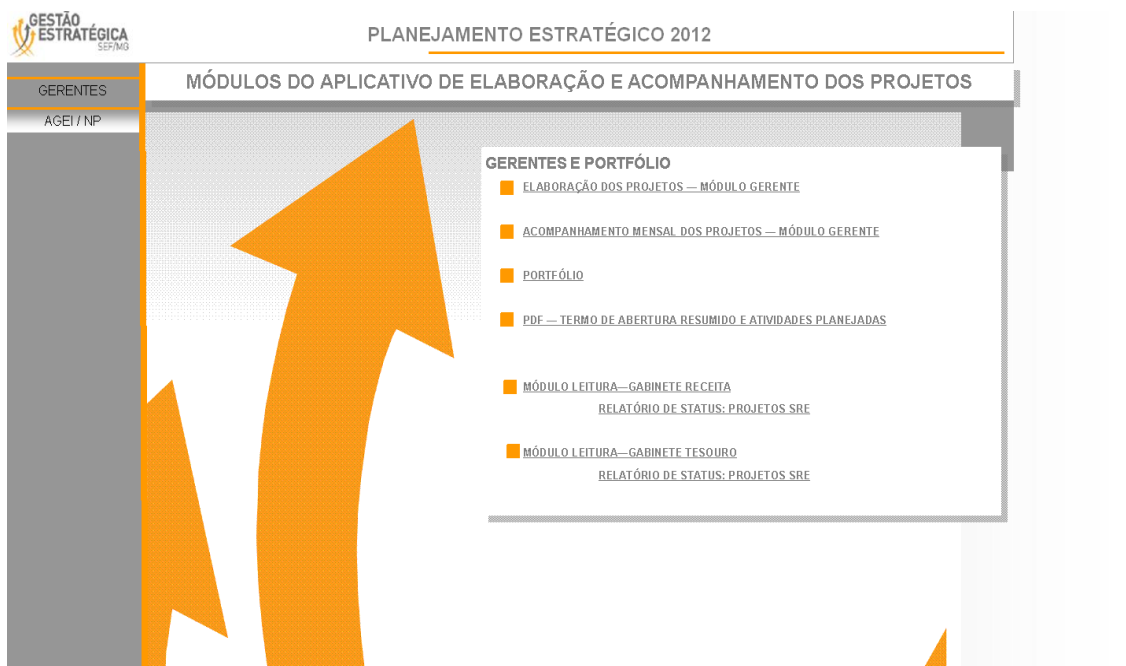 GESTÃO
ESTRATÉGICA
SEF/MG
PLANEJAMENTO ESTRATÉGICO 2012
MÓDULOS DO APLICATIVO DE ELABORAÇÃO E ACOMPANHAMENTO DOS PROJETOS
GERENTES
AGEI / NP
GERENTES E PORTFÓLIO
ELABORAÇÃO DOS PROJETOS — MÓDULO GERENTE
ACOMPANHAMENTO MENSAL DOS PROJETOS — MÓDULO GERENTE
PORTFÓLIO
PDF — TERMO DE ABERTURA RESUMIDO E ATIVIDADES PLANEJADAS
MÓDULO LEITURA—GABINETE RECEITA
RELATÓRIO DE STATUS: PROJETOS SRE
MÓDULO LEITURA—GABINETE TESOURO
RELATÓRIO DE STATUS: PROJETOS SRE